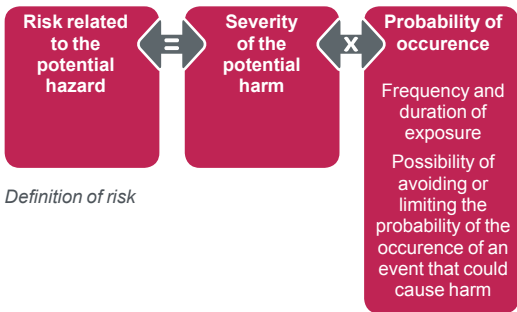 Risk related
to the
potential
hazard
=
Severity
of the
potential
harm
x
Probability of
occurence
Frequency and
duration of
exposure
Possibility of
avoiding or
limiting the
probability of the
occurence of an
event that could
cause harm
Definition of risk